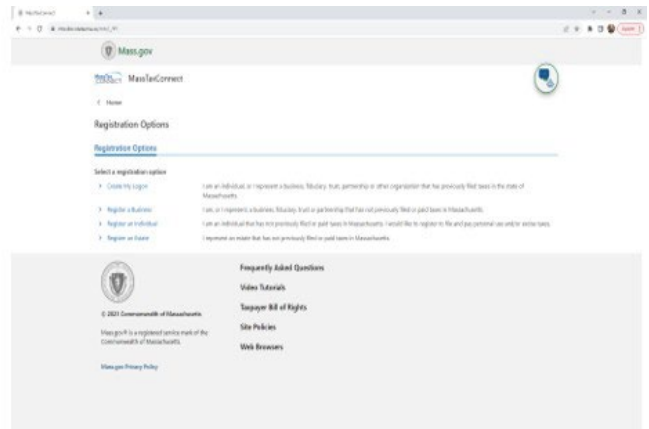 MassTaxConnect
Mass.gov
MassTaxConnect
Home
Registration Options
Registration Options
Select a registration option
Create My Logon
I am an individual, or I represent a business, fiduciary, trust, partnership or other organization that has previously filed taxes in the state of
Massachusetts.
Register a Business
I am, or I represent, a business, fiduciary, trust or partnership that has not previously filed or paid taxes in Massachusetts.
Register an Individual
I am an individual that has not previously filed or paid taxes in Massachusetts. I would like to register to file and pay personal use and/or excise taxes.
Register an Estate
I represent an estate that has not previously filed or paid taxes in Massachusetts.
© 2021 Commonwealth of Massachusetts
Mass.gov® is a registered service mark of the
Commonwealth of Massachusetts.
Mass.gov Privacy Policy
Frequently Asked Questions
Video Tutorials
Taxpayer Bill of Rights
Site Policies
Web Browsers